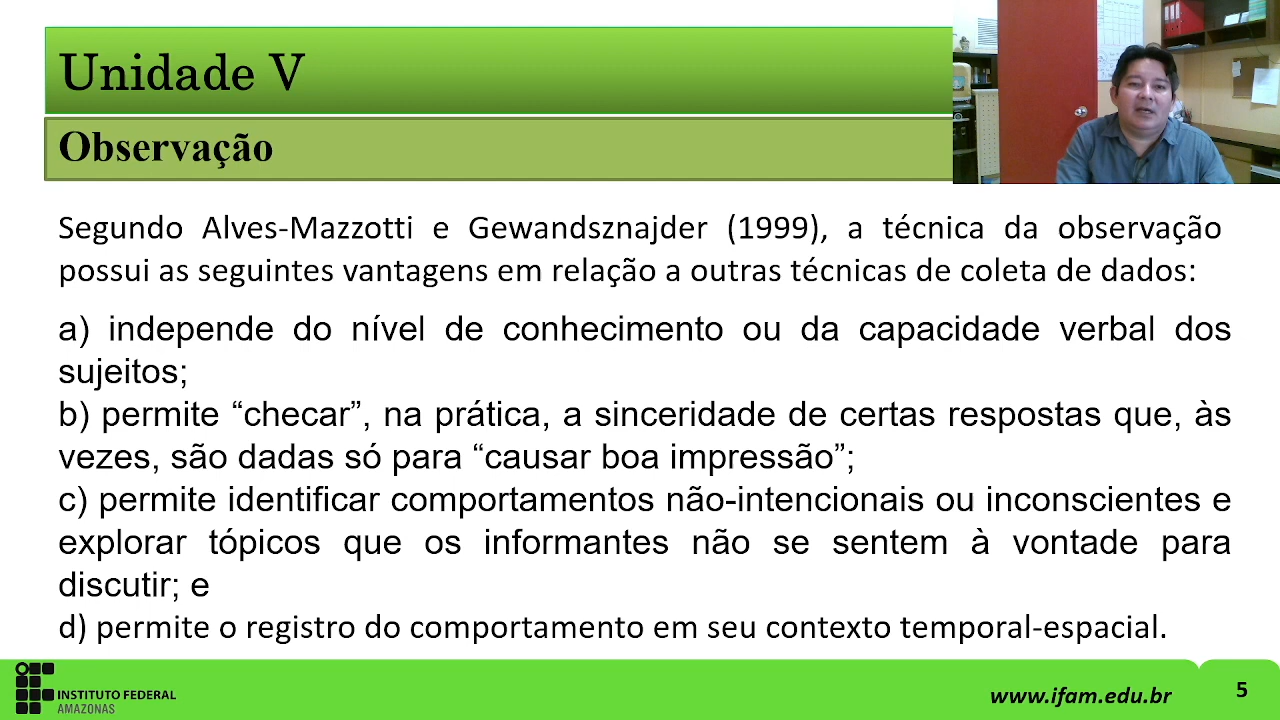 Unidade V
Observação
Segundo Alves-Mazzotti e Gewandsznajder (1999), a técnica da observação
possui as seguintes vantagens em relação a outras técnicas de coleta de dados:
a) independe do nível de conhecimento ou da capacidade verbal dos
sujeitos;
b) permite “checar”, na prática, a sinceridade de certas respostas que, às
vezes, são dadas só para “causar boa impressão”;
c) permite identificar comportamentos não-intencionais ou inconscientes e
explorar tópicos que os informantes não se sentem à vontade para
discutir; e
d) permite o registro do comportamento em seu contexto temporal-espacial.
INSTITUTO FEDERAL
AMAZONAS
www.ifam.edu.br
5